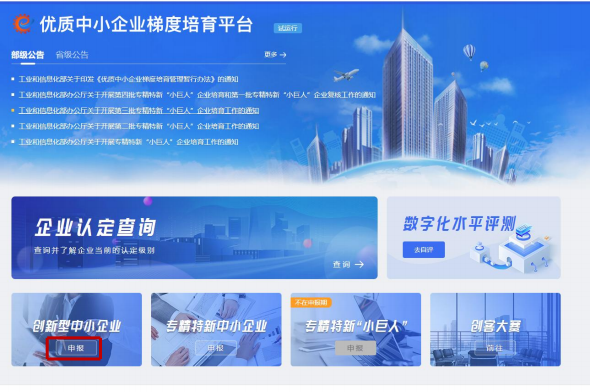 优质中小企业梯度培育平台 试运行
部级公告 省级公告 更多 →
工业和信息化部关于印发《优质中小企业梯度培育管理暂行办法》的通知
工业和信息化部办公厅关于开展第四批专精特新“小巨人”企业培育和第一批专精特新“小巨人”企业复核工作的通知
工业和信息化部办公厅关于开展第三批专精特新“小巨人”企业培育工作的通知
工业和信息化部办公厅关于开展第二批专精特新“小巨人”企业培育工作的通知
工业和信息化部办公厅关于开展专精特新“小巨人”企业培育工作的通知
企业认定查询
查询并了解企业当前的认定级别
查询 →
数字化水平评测
去自评
创新型中小企业
申报
专精特新中小企业
申报
不在申报期
专精特新“小巨人”
申报
创客大赛
前往